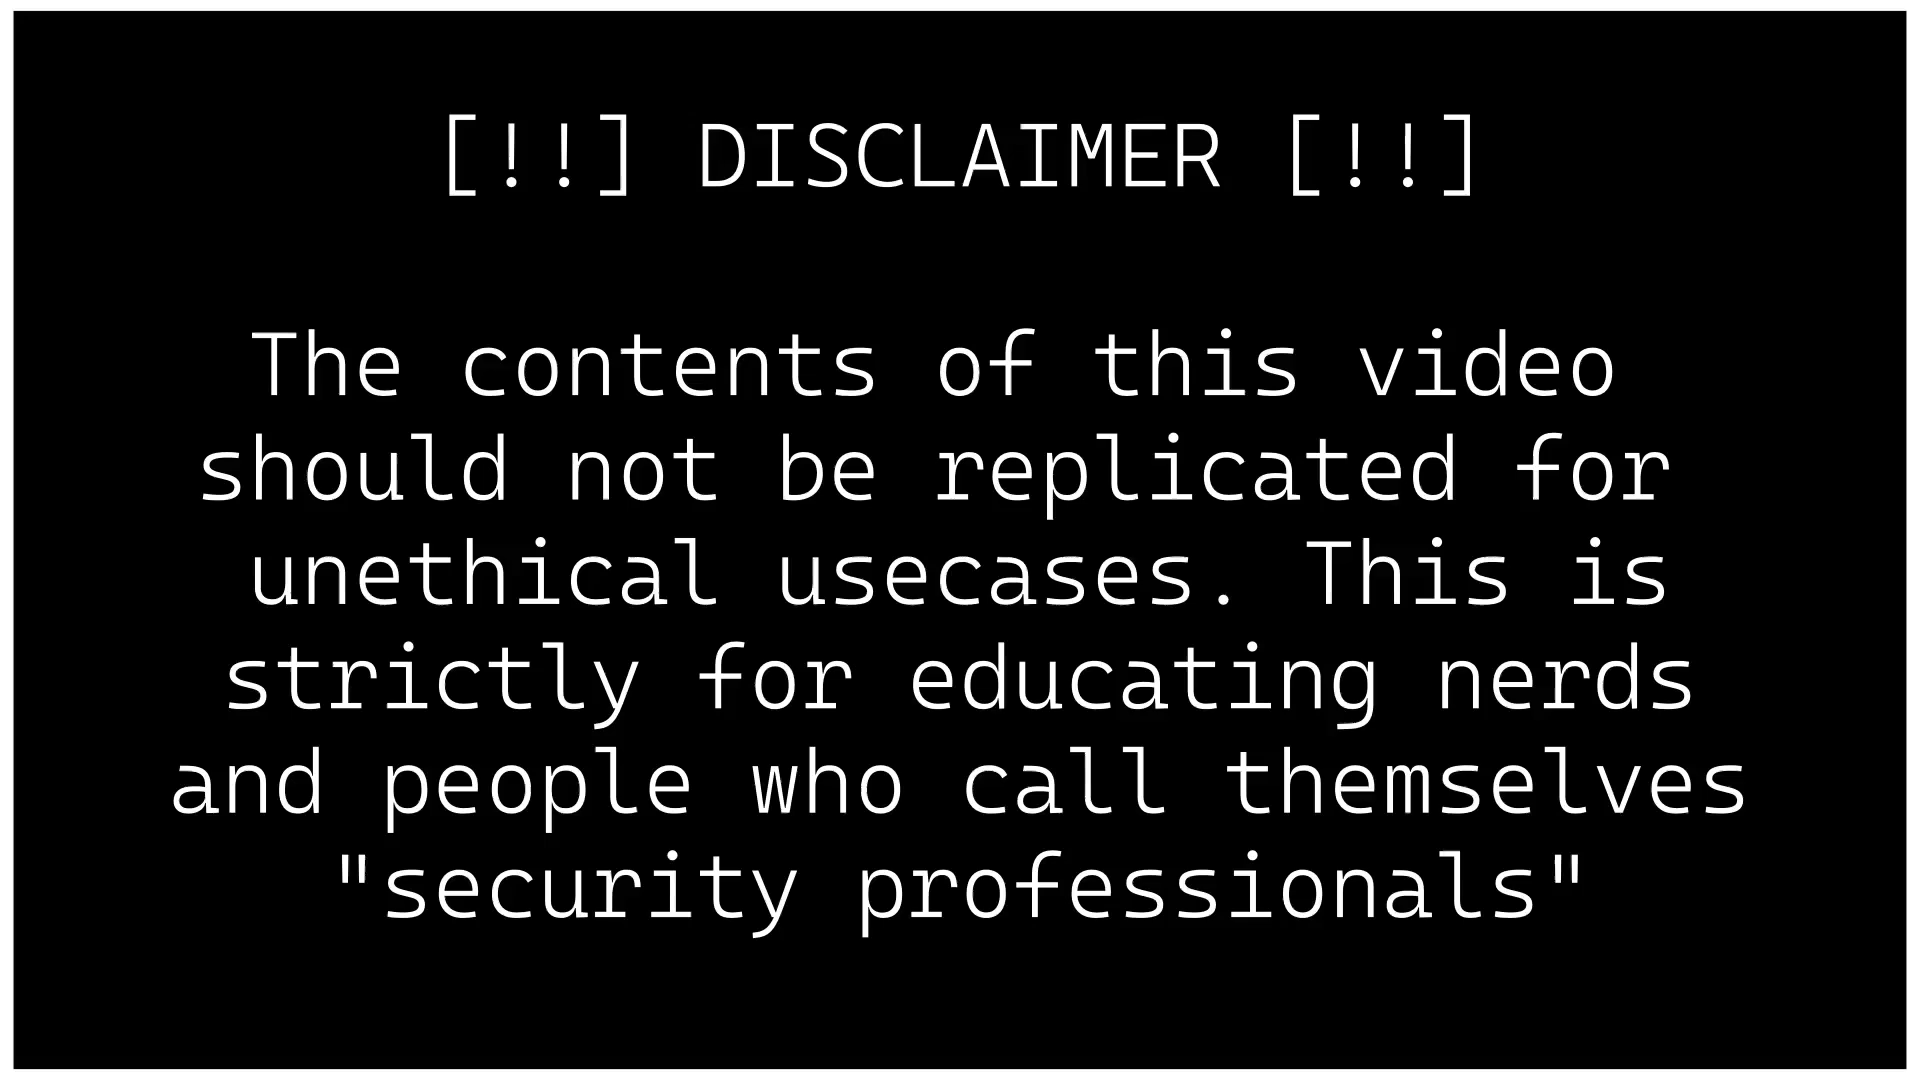 [!!] DISCLAIMER [!!]
The contents of this video
should not be replicated for
unethical usecases. This is
strictly for educating nerds
and people who call themselves
"security professionals"